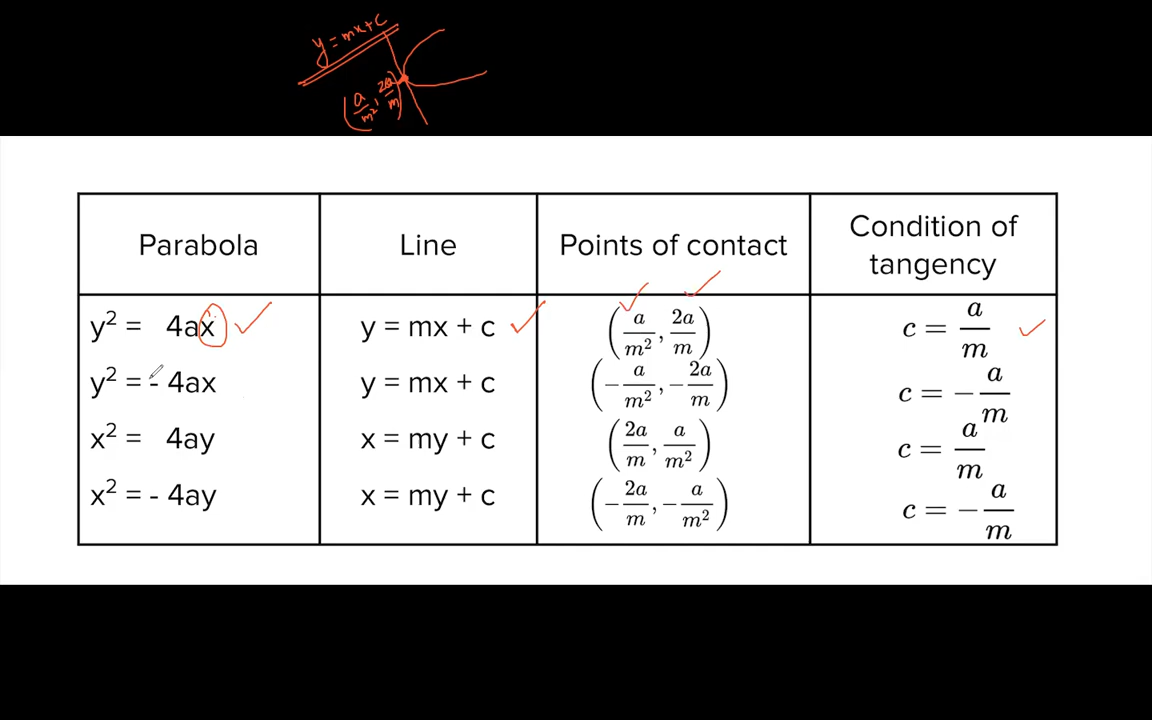 y = mx + c
(a/m², 2a/m)
Parabola Line Points of contact Condition of tangency
y² = 4ax y = mx + c (a/m², 2a/m) c = a/m
y² = - 4ax y = mx + c (-a/m², -2a/m) c = -a/m
x² = 4ay x = my + c (2a/m, a/m²) c = a/m
x² = - 4ay x = my + c (-2a/m, -a/m²) c = -a/m